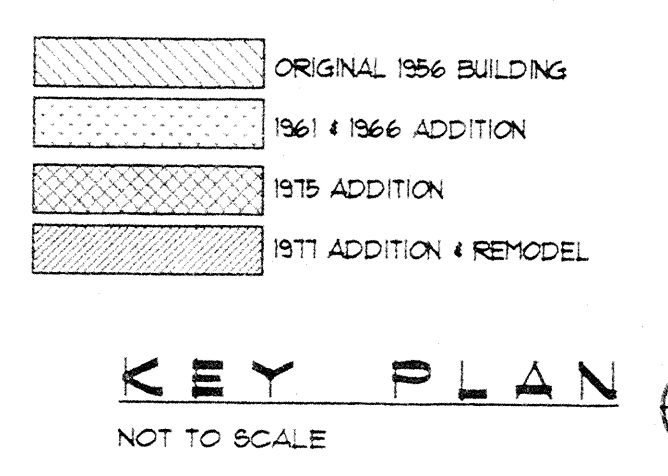 ORIGINAL 1956 BUILDING
1961 & 1966 ADDITION
1975 ADDITION
1977 ADDITION & REMODEL
KEY PLAN
NOT TO SCALE